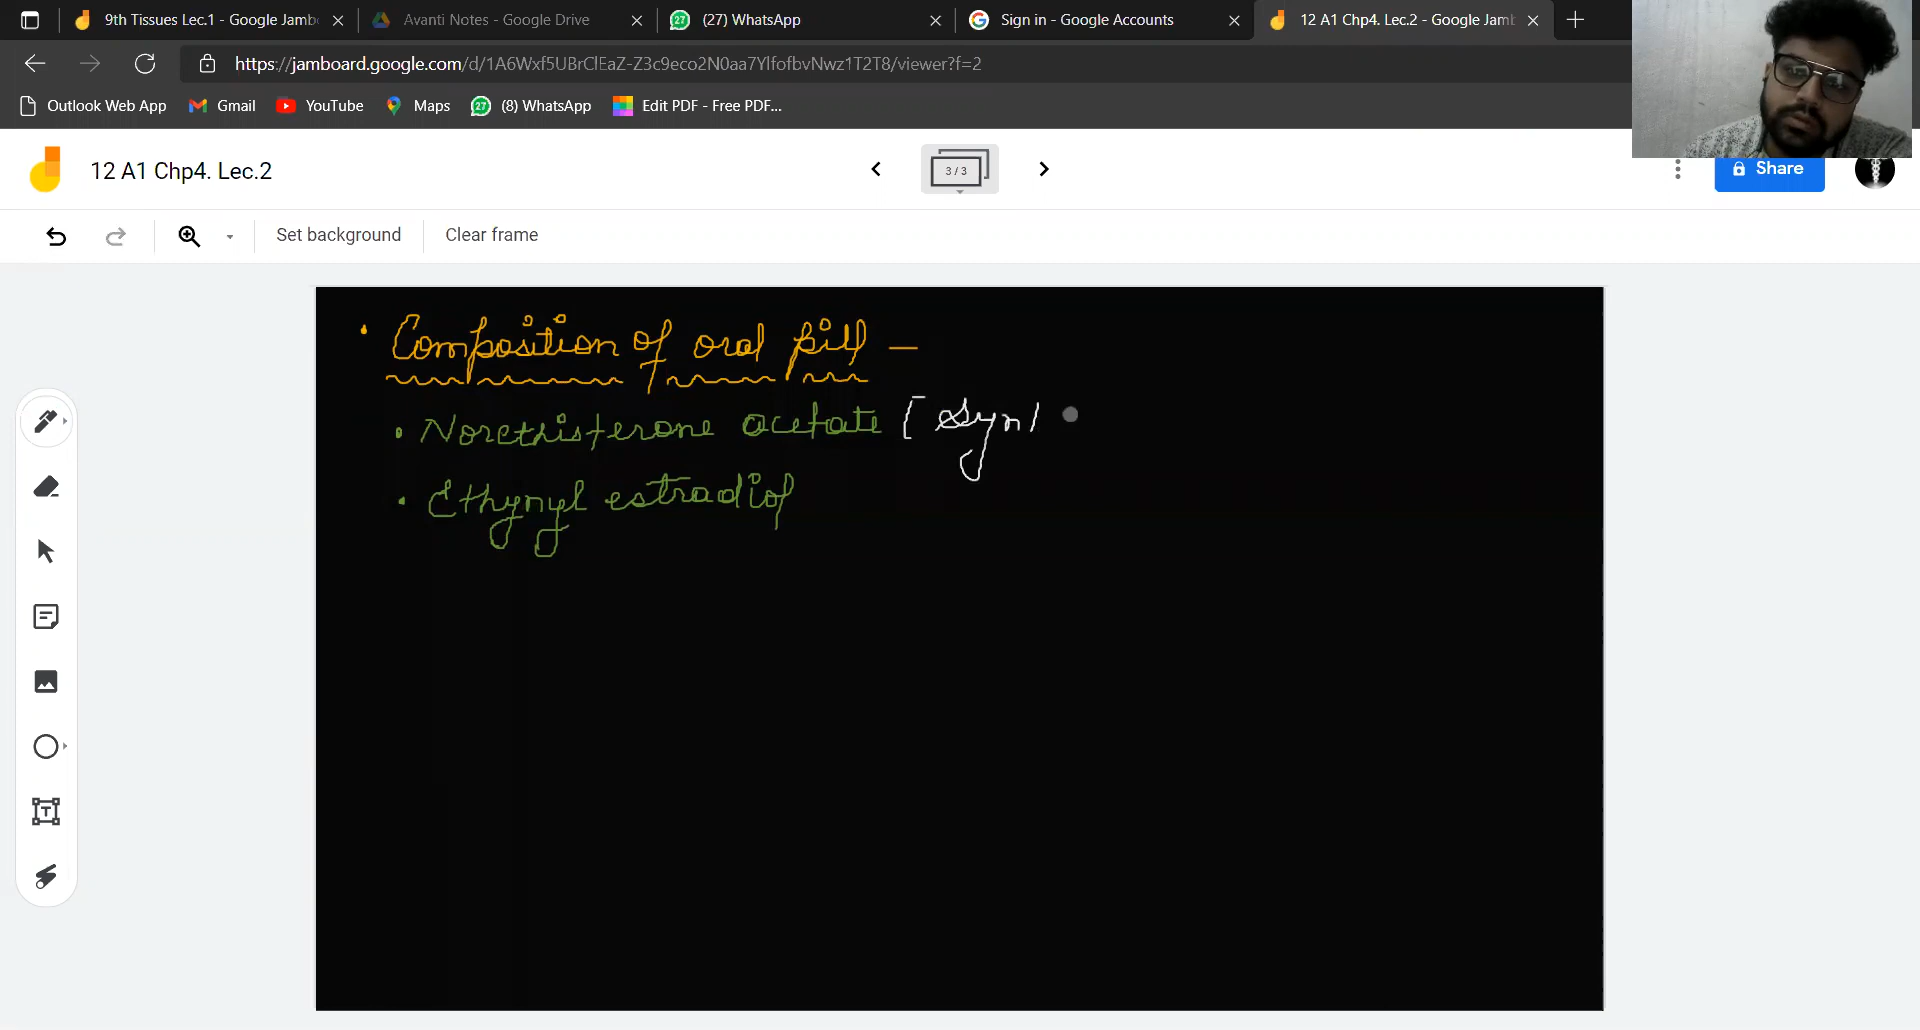 9th Tissues Lec.1 - Google Jambo
Avanti Notes - Google Drive
(27) WhatsApp
Sign in - Google Accounts
12 A1 Chp4. Lec.2 - Google Jamb
https://jamboard.google.com/d/1A6Wxf5UBrClEaZ-Z3c9eco2N0aa7YlfofbvNwz1T2T8/viewer?f=2
Outlook Web App
Gmail
YouTube
Maps
27
(8) WhatsApp
Edit PDF - Free PDF...
12 A1 Chp4. Lec.2
3 / 3
Share
Set background
Clear frame
• Composition of oral pill —
• Norethisterone acetate [ Syn
• Ethynyl estradiol